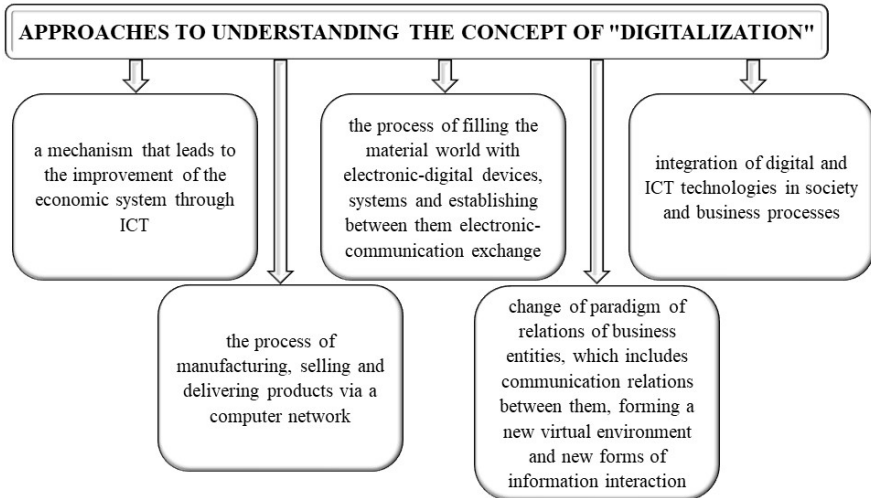 APPROACHES TO UNDERSTANDING THE CONCEPT OF "DIGITALIZATION"
a mechanism that leads to
the improvement of the
economic system through
ICT
the process of
manufacturing, selling and
delivering products via a
computer network
the process of filling the
material world with
electronic-digital devices,
systems and establishing
between them electronic-
communication exchange
change of paradigm of
relations of business
entities, which includes
communication relations
between them, forming a
new virtual environment
and new forms of
information interaction
integration of digital and
ICT technologies in society
and business processes